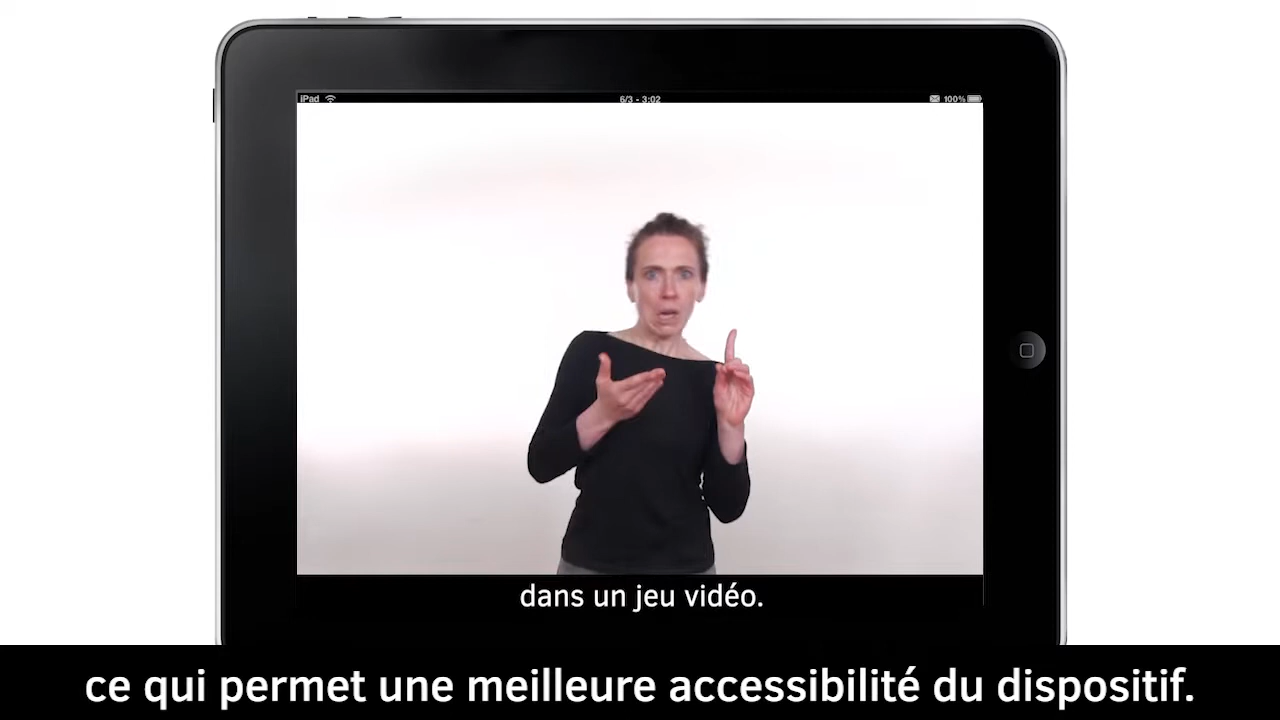 iPad 6/3 - 3:02 100%
dans un jeu vidéo.
ce qui permet une meilleure accessibilité du dispositif.